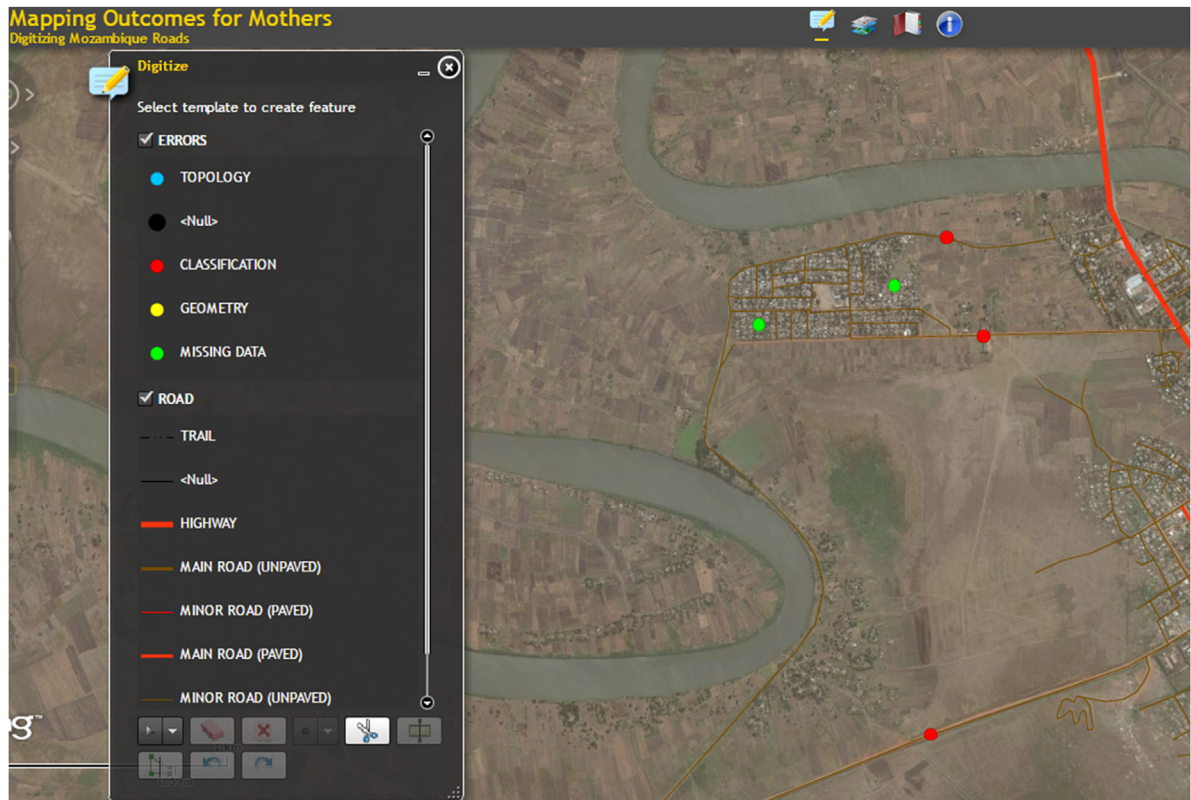 Mapping Outcomes for Mothers
Digitizing Mozambique Roads
Digitize
Select template to create feature
ERRORS
TOPOLOGY
<Null>
CLASSIFICATION
GEOMETRY
MISSING DATA
ROAD
TRAIL
<Null>
HIGHWAY
MAIN ROAD (UNPAVED)
MINOR ROAD (PAVED)
MAIN ROAD (PAVED)
MINOR ROAD (UNPAVED)